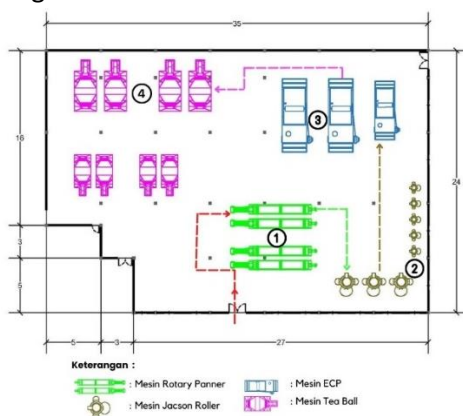 35
16
24
4
3
1
2
3
5
5
3
27
Keterangan :
: Mesin Rotary Panner
: Mesin ECP
: Mesin Jacson Roller
: Mesin Tea Ball